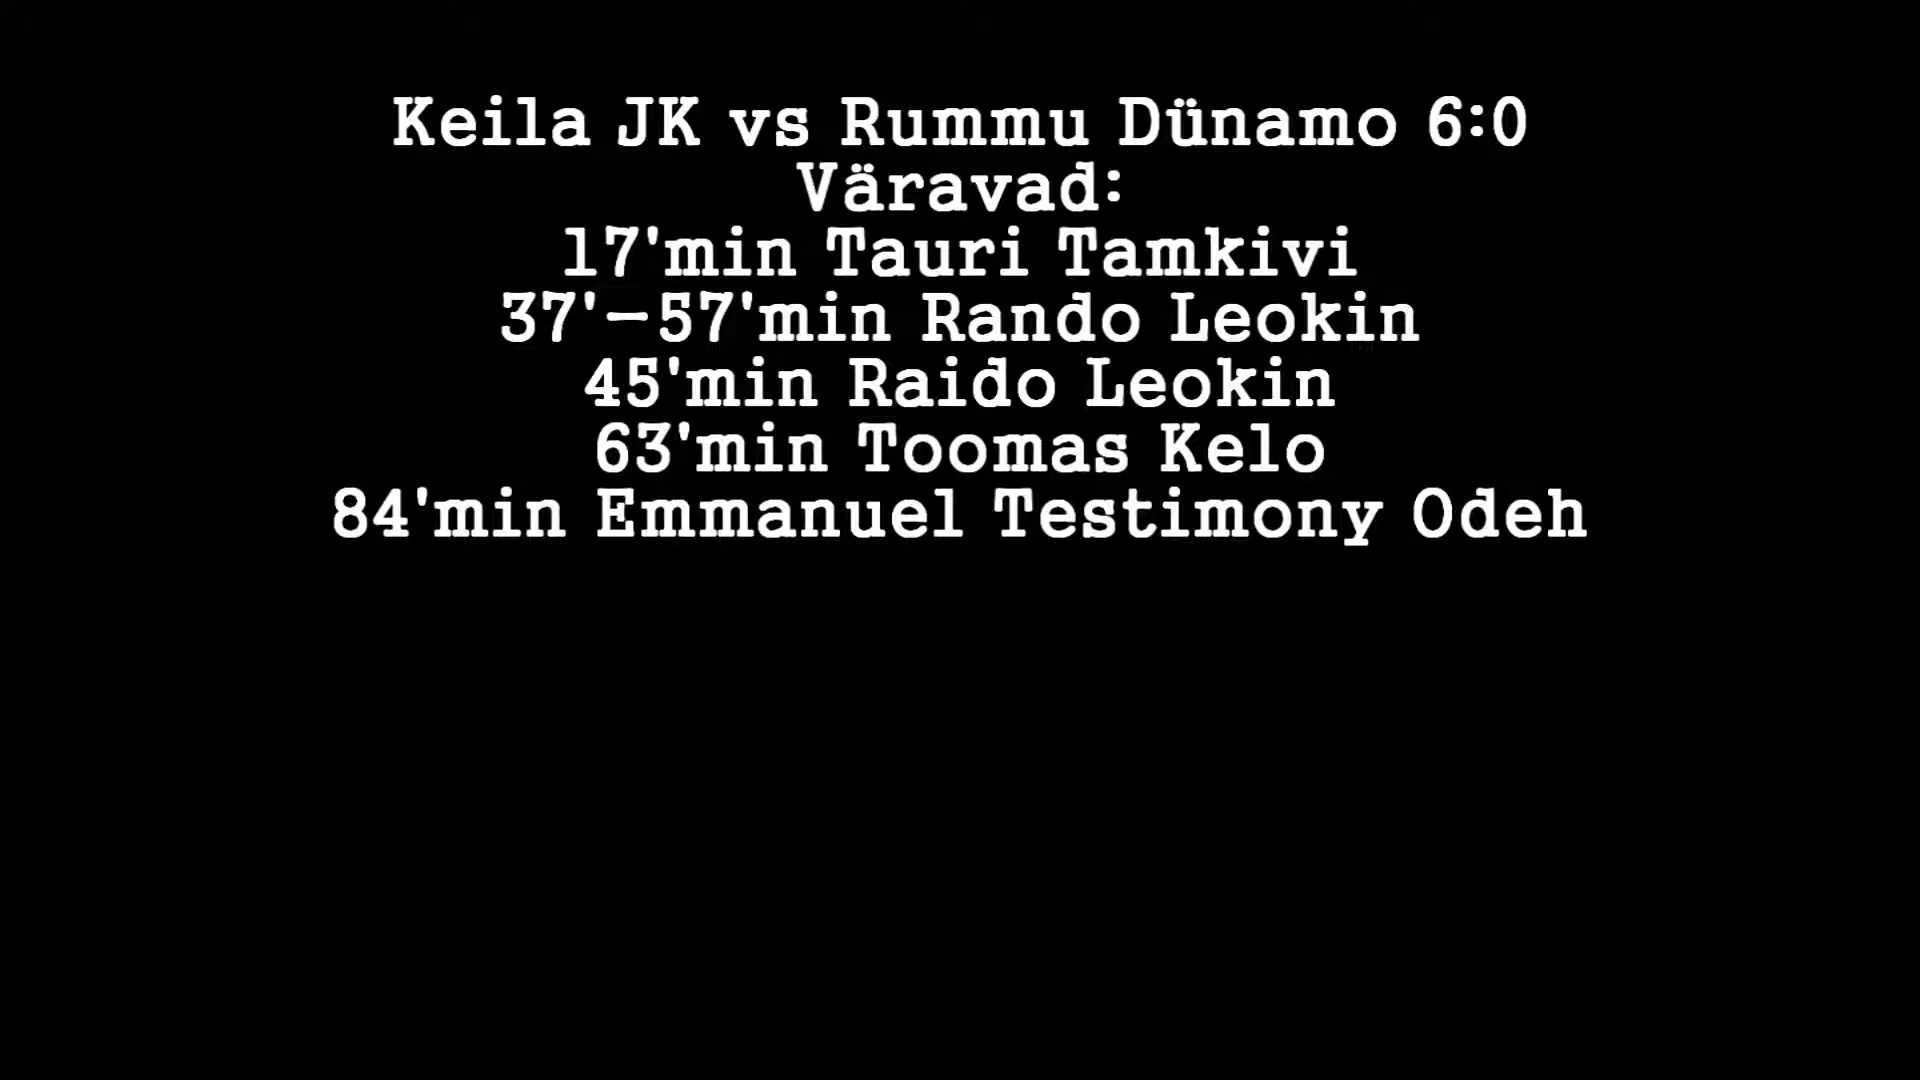 Keila JK vs Rummu Dünamo 6:0
Väravad:
17'min Tauri Tamkivi
37'-57'min Rando Leokin
45'min Raido Leokin
63'min Toomas Kelo
84'min Emmanuel Testimony Odeh